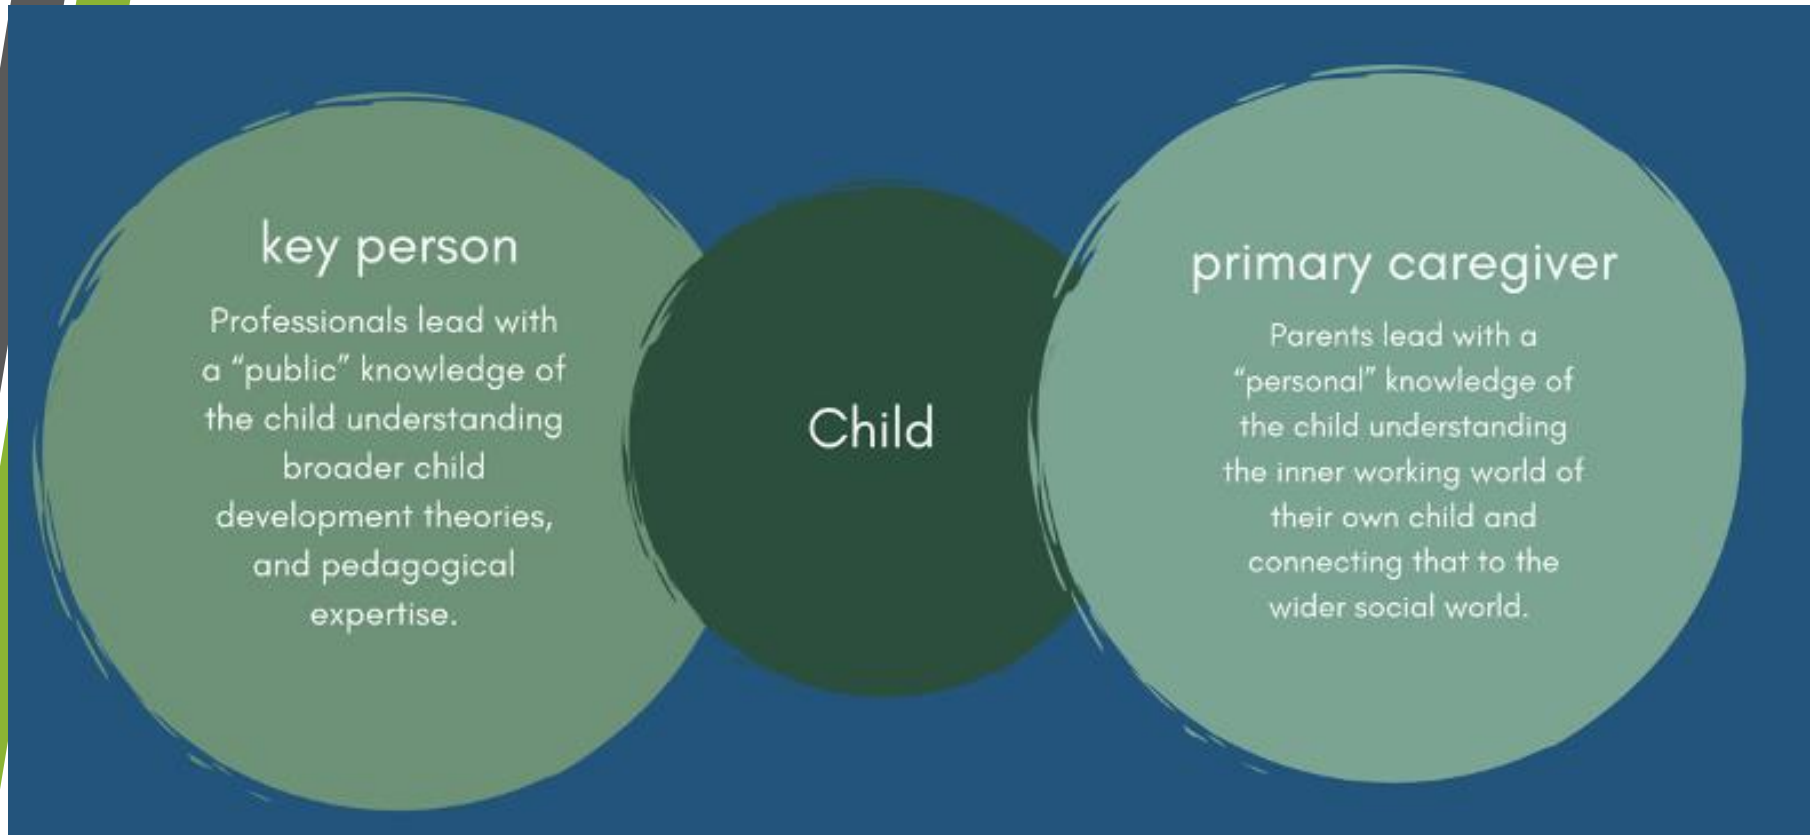 key person
Professionals lead with
a “public” knowledge of
the child understanding
broader child
development theories,
and pedagogical
expertise.
Child
primary caregiver
Parents lead with a
“personal” knowledge of
the child understanding
the inner working world of
their own child and
connecting that to the
wider social world.